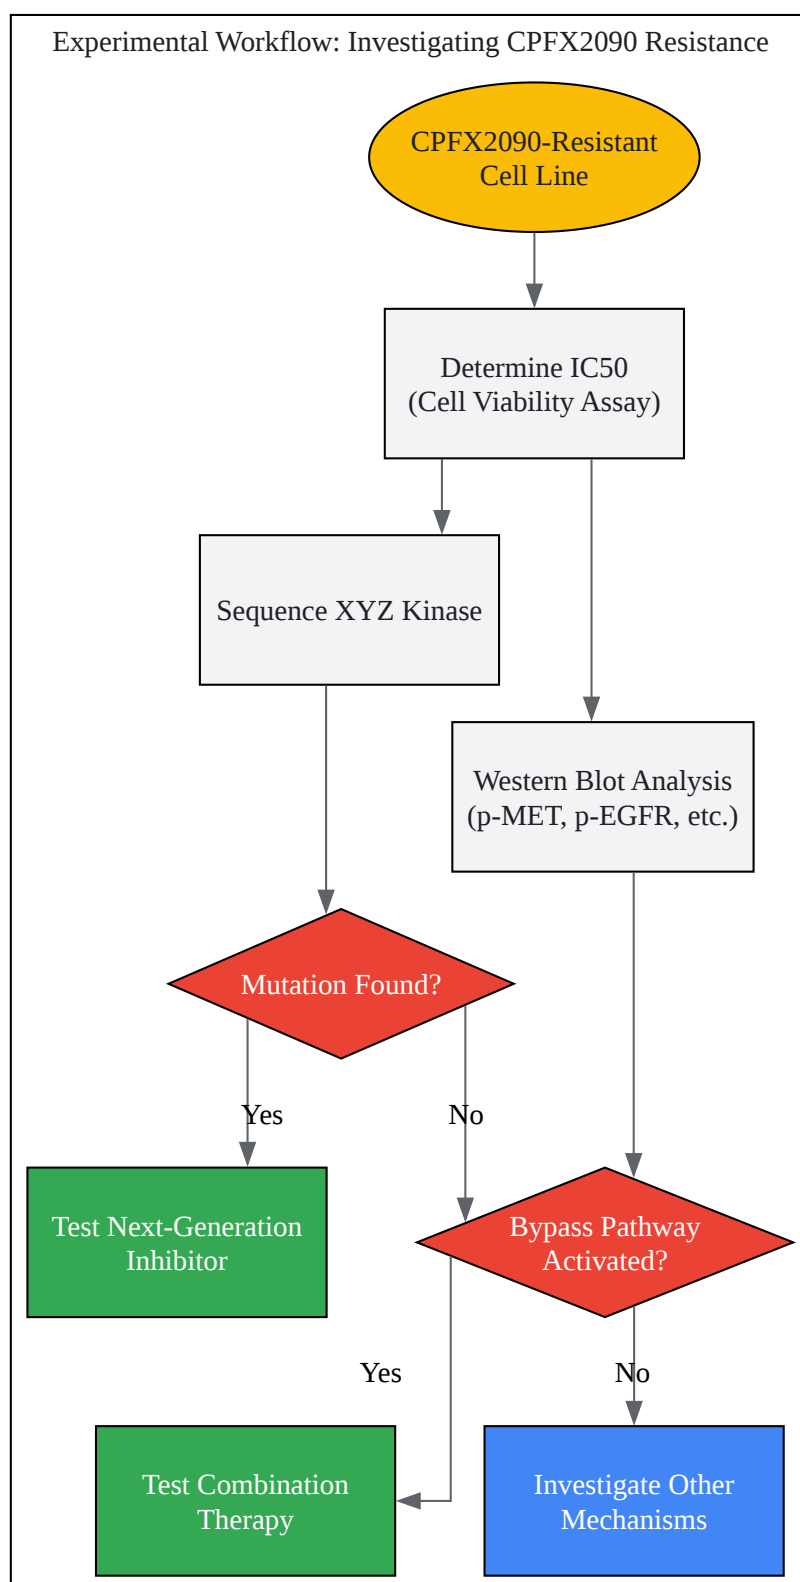 Experimental Workflow: Investigating CPFX2090 Resistance
CPFX2090-Resistant
Cell Line
Determine IC50
(Cell Viability Assay)
Sequence XYZ Kinase
Western Blot Analysis
(p-MET, p-EGFR, etc.)
Mutation Found?
Yes
No
Test Next-Generation
Inhibitor
Bypass Pathway
Activated?
Yes
No
Test Combination
Therapy
Investigate Other
Mechanisms